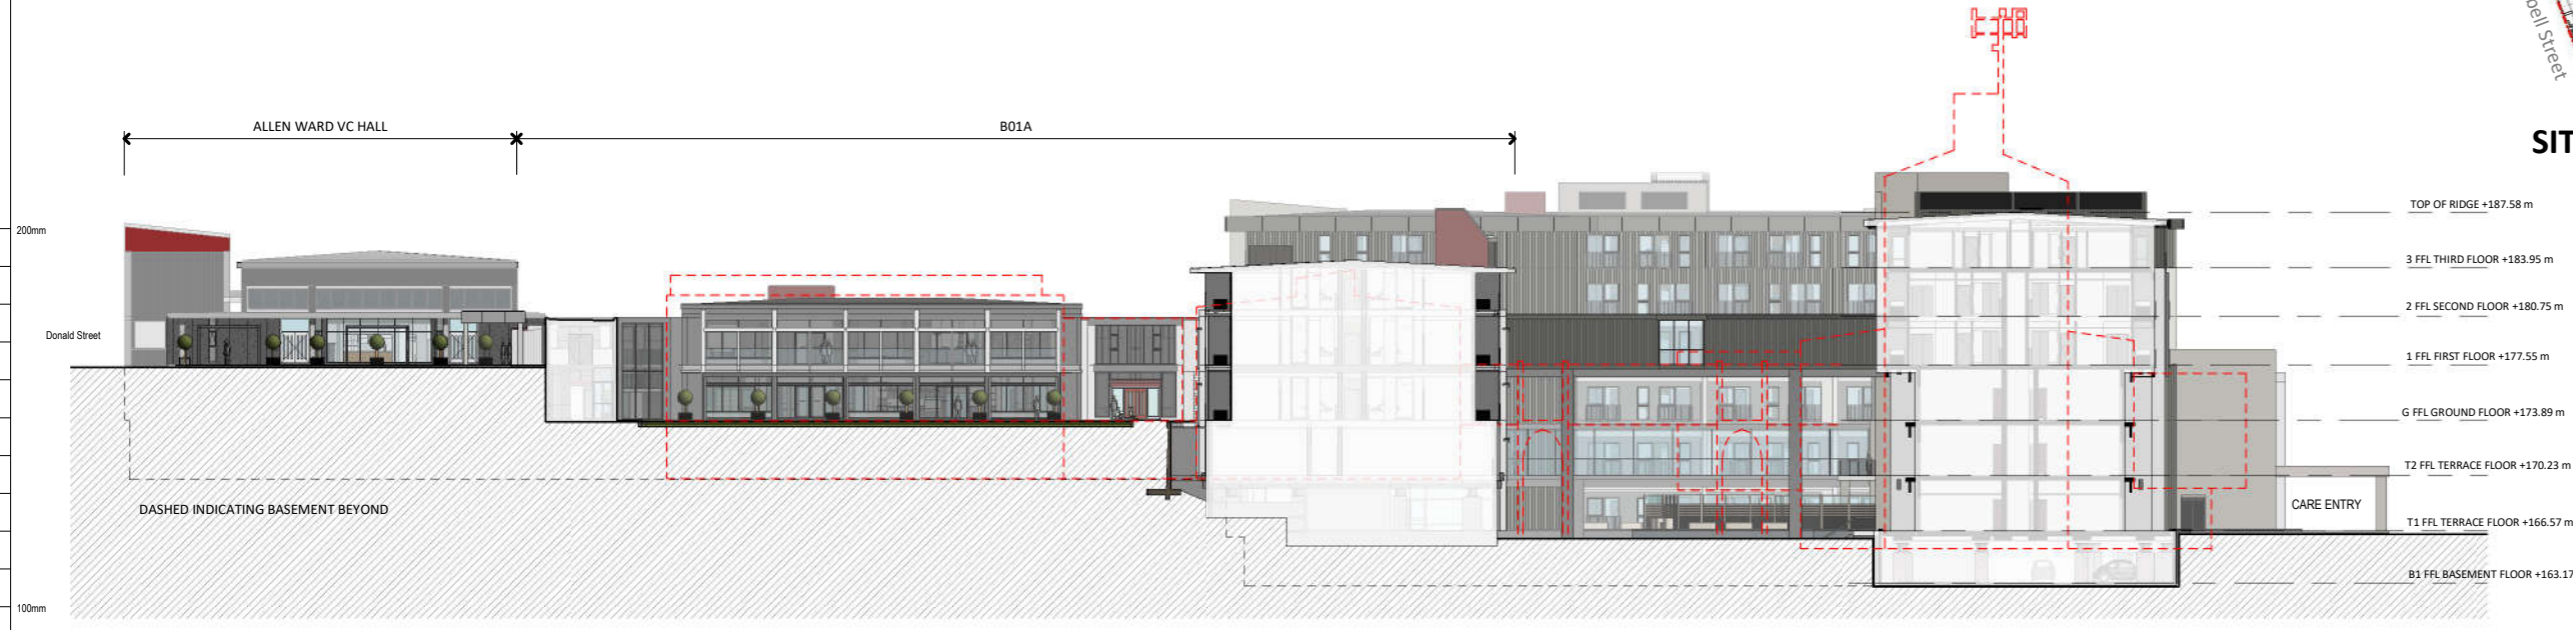 bell Street
SIT
ALLEN WARD VC HALL
B01A
TOP OF RIDGE +187.58 m
200mm
3 FFL THIRD FLOOR +183.95 m
2 FFL SECOND FLOOR +180.75 m
Donald Street
1 FFL FIRST FLOOR +177.55 m
G FFL GROUND FLOOR +173.89 m
T2 FFL TERRACE FLOOR +170.23 m
DASHED INDICATING BASEMENT BEYOND
CARE ENTRY
T1 FFL TERRACE FLOOR +166.57 m
B1 FFL BASEMENT FLOOR +163.17
100mm